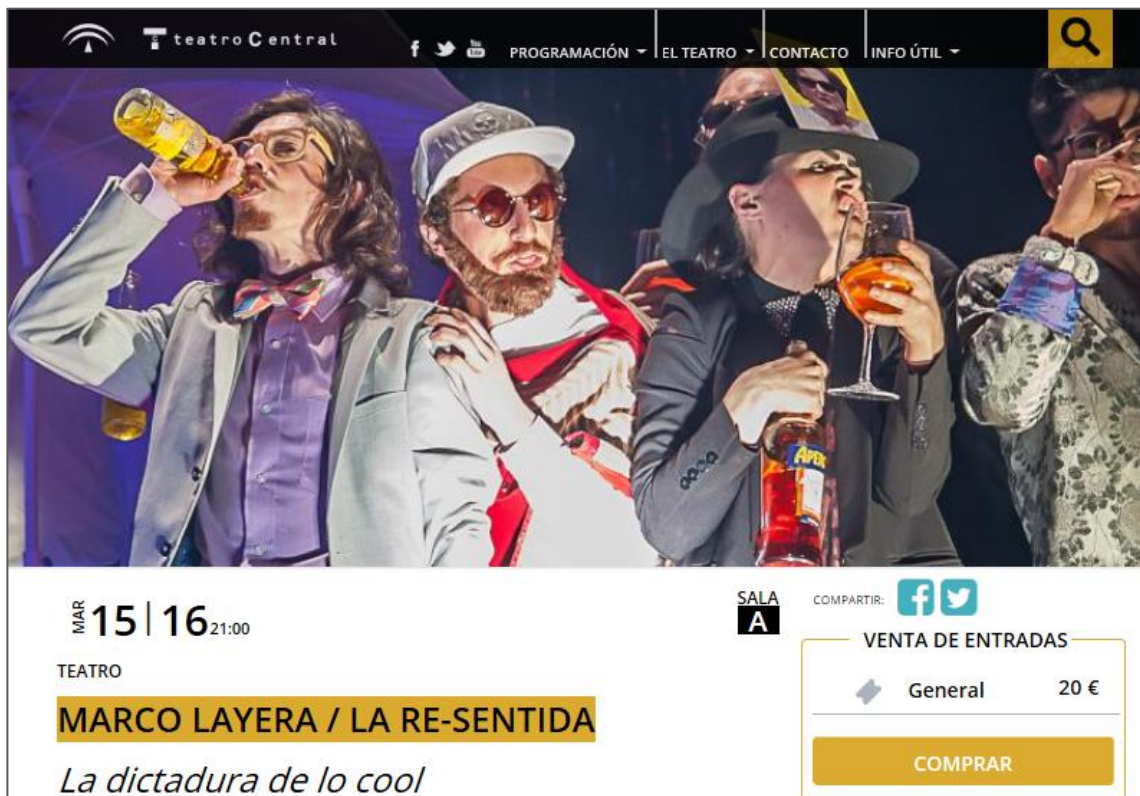 teatro Central
PROGRAMACIÓN
EL TEATRO
CONTACTO
INFO ÚTIL
MAR 15 | 16 21:00
SALA
A
COMPARTIR:
TEATRO
VENTA DE ENTRADAS
General 20 €
MARCO LAYERA / LA RE-SENTIDA
COMPRAR
La dictadura de lo cool